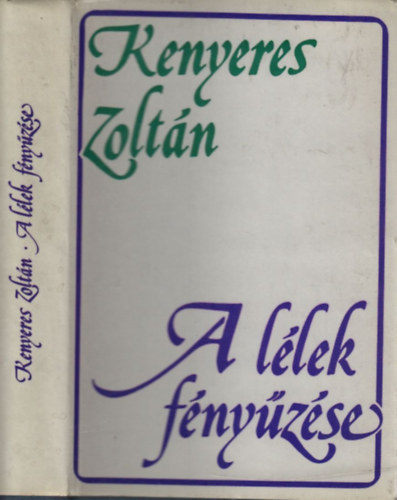 Kenyeres Zoltán · A lélek fényűzése
Kenyeres
Zoltán
A lélek
fényűzése